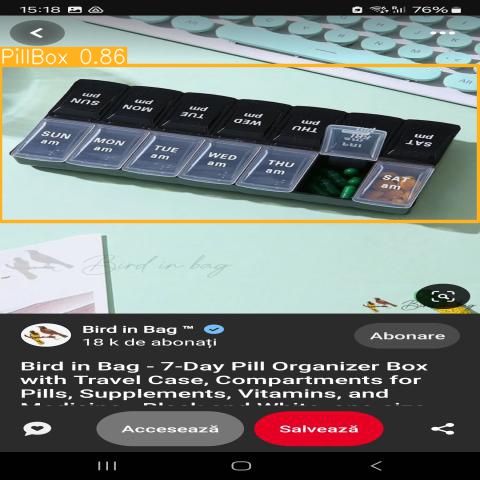 15:18 76%
PillBox 0.86
SUN pm MON pm TUE pm WED pm THU pm SAT pm
SUN am MON am TUE am WED am THU am FRI SAT am
Bird in bag
Bird in Bag ™
18 k de abonați
Abonare
Bird in Bag - 7-Day Pill Organizer Box
with Travel Case, Compartments for
Pills, Supplements, Vitamins, and
Accesează
Salvează